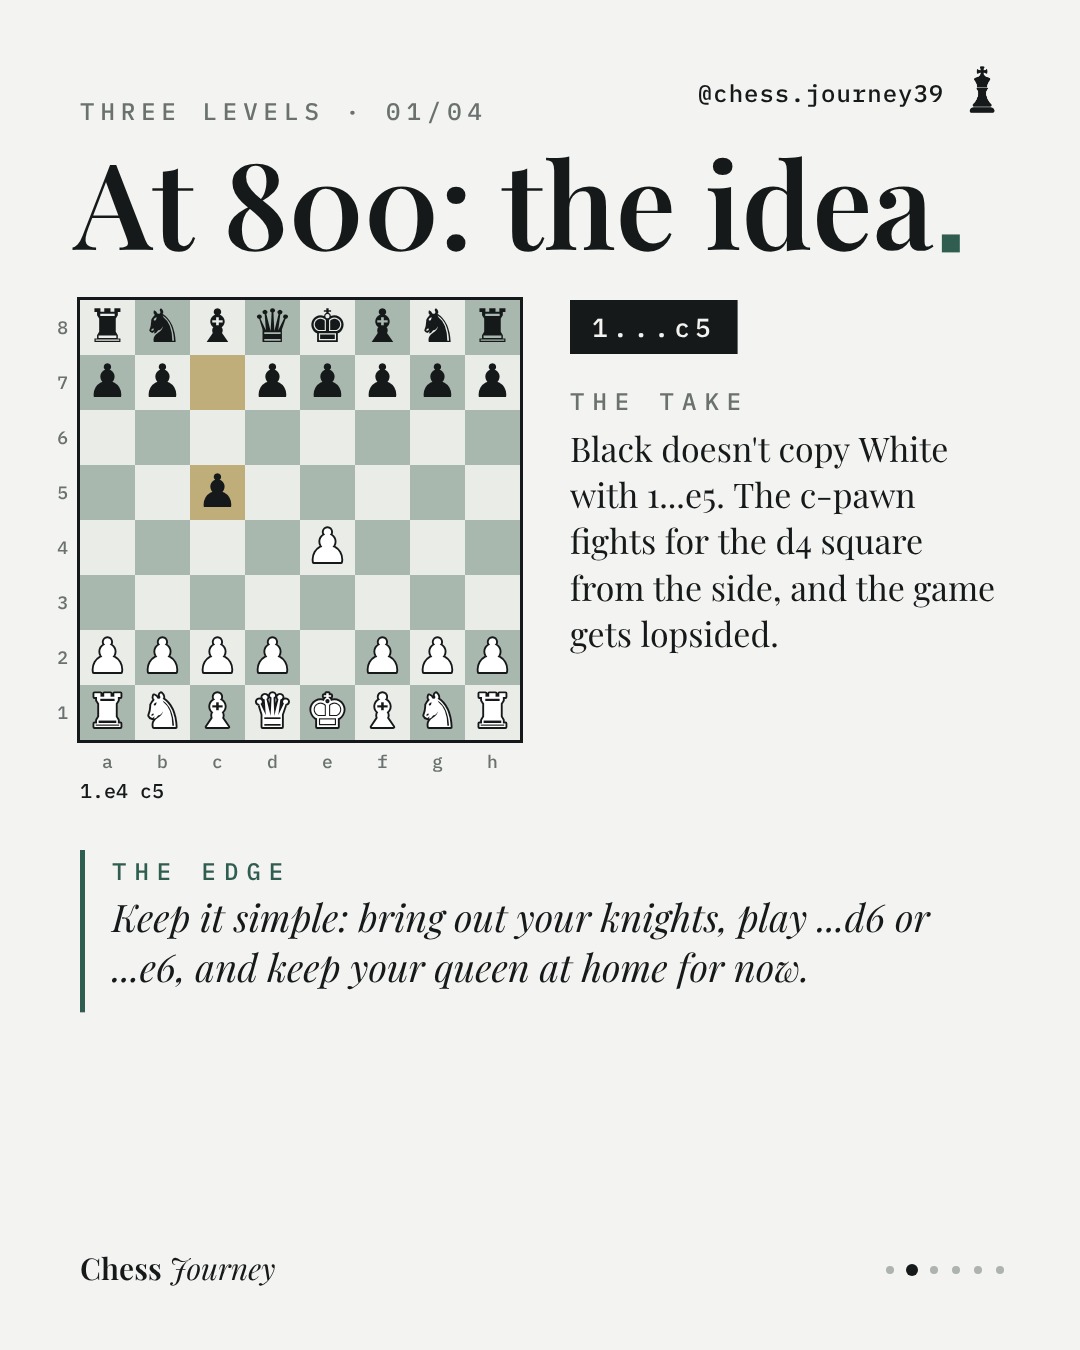 THREE LEVELS · 01/04
@chess.journey39
At 800: the idea.
8
7
6
5
4
3
2
1
a b c d e f g h
1.e4 c5
1...c5
THE TAKE
Black doesn't copy White
with 1...e5. The c-pawn
fights for the d4 square
from the side, and the game
gets lopsided.
THE EDGE
Keep it simple: bring out your knights, play ...d6 or
...e6, and keep your queen at home for now.
Chess Journey